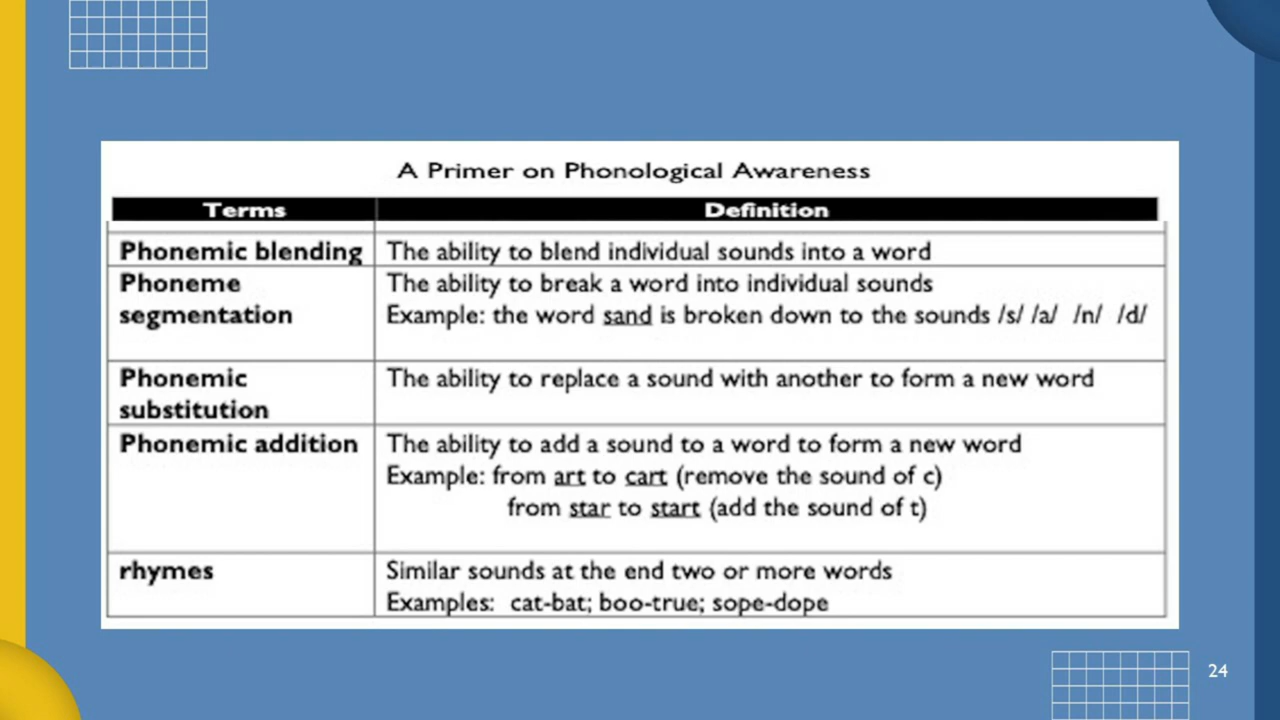 A Primer on Phonological Awareness
Terms Definition
Phonemic blending The ability to blend individual sounds into a word
Phoneme The ability to break a word into individual sounds
segmentation Example: the word sand is broken down to the sounds /s/ /a/ /n/ /d/
Phonemic The ability to replace a sound with another to form a new word
substitution
Phonemic addition The ability to add a sound to a word to form a new word
Example: from art to cart (remove the sound of c)
from star to start (add the sound of t)
rhymes Similar sounds at the end two or more words
Examples: cat-bat; boo-true; sope-dope
24